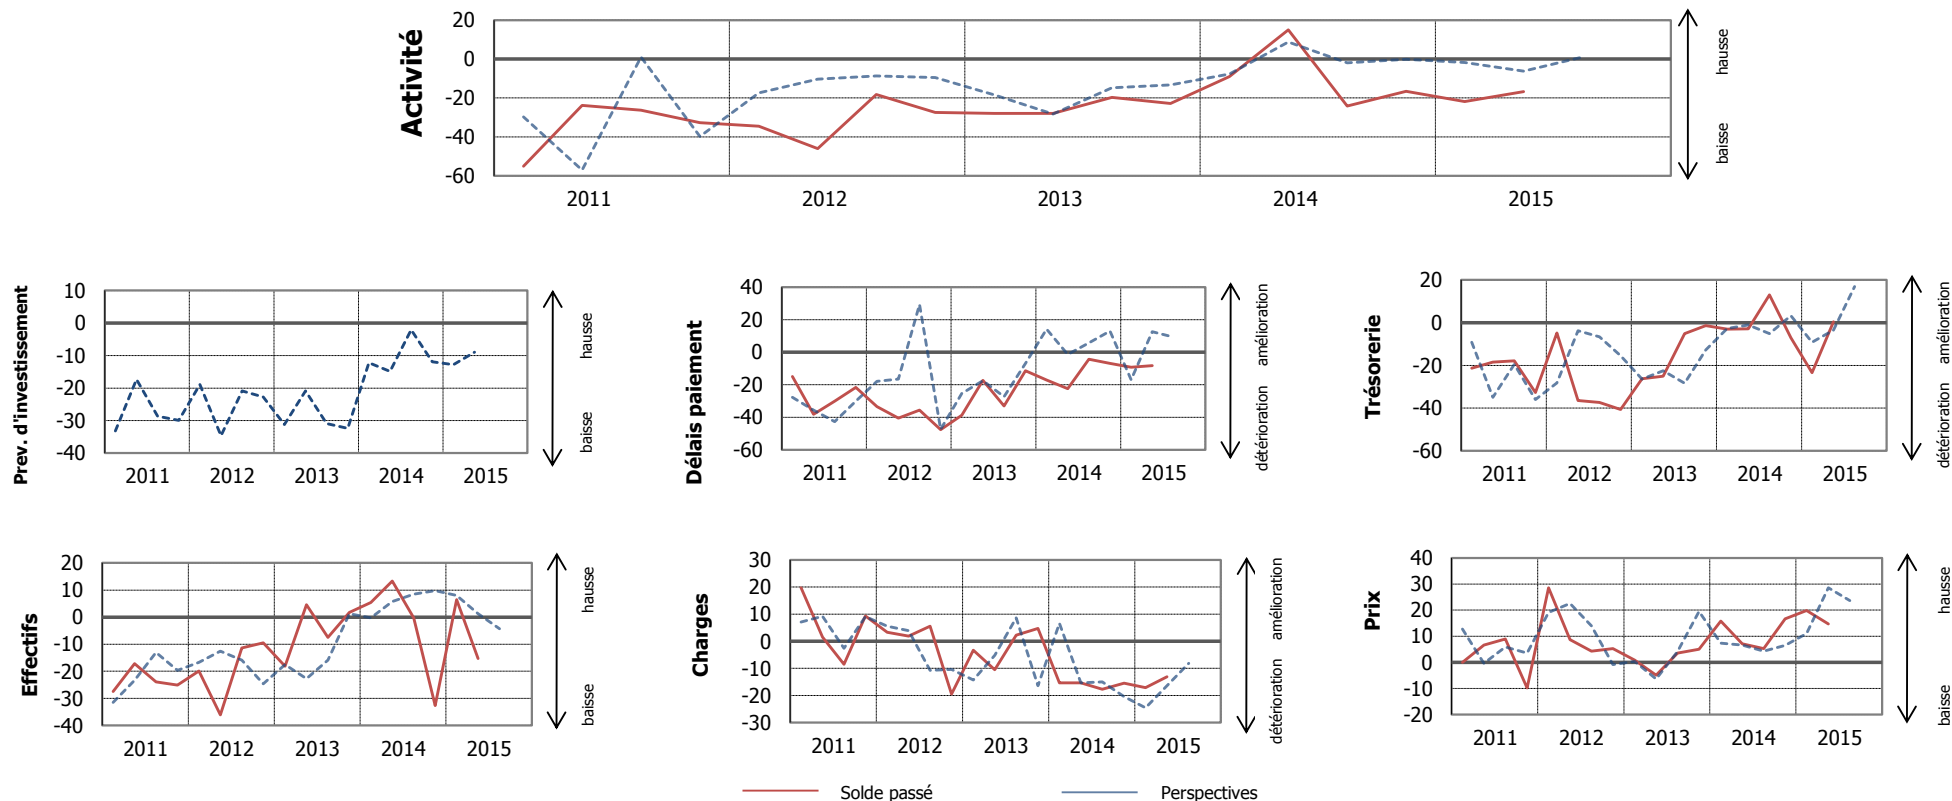 Activité
20
0
-20
-40
-60
2011 2012 2013 2014 2015
hausse
baisse
Prev. d'investissement
10
0
-10
-20
-30
-40
2011 2012 2013 2014 2015
hausse
baisse
Délais paiement
40
20
0
-20
-40
-60
2011 2012 2013 2014 2015
amélioration
détérioration
Trésorerie
20
0
-20
-40
-60
2011 2012 2013 2014 2015
amélioration
détérioration
Effectifs
20
10
0
-10
-20
-30
-40
2011 2012 2013 2014 2015
hausse
baisse
Charges
30
20
10
0
-10
-20
-30
2011 2012 2013 2014 2015
amélioration
détérioration
Prix
40
30
20
10
0
-10
-20
2011 2012 2013 2014 2015
hausse
baisse
Solde passé Perspectives